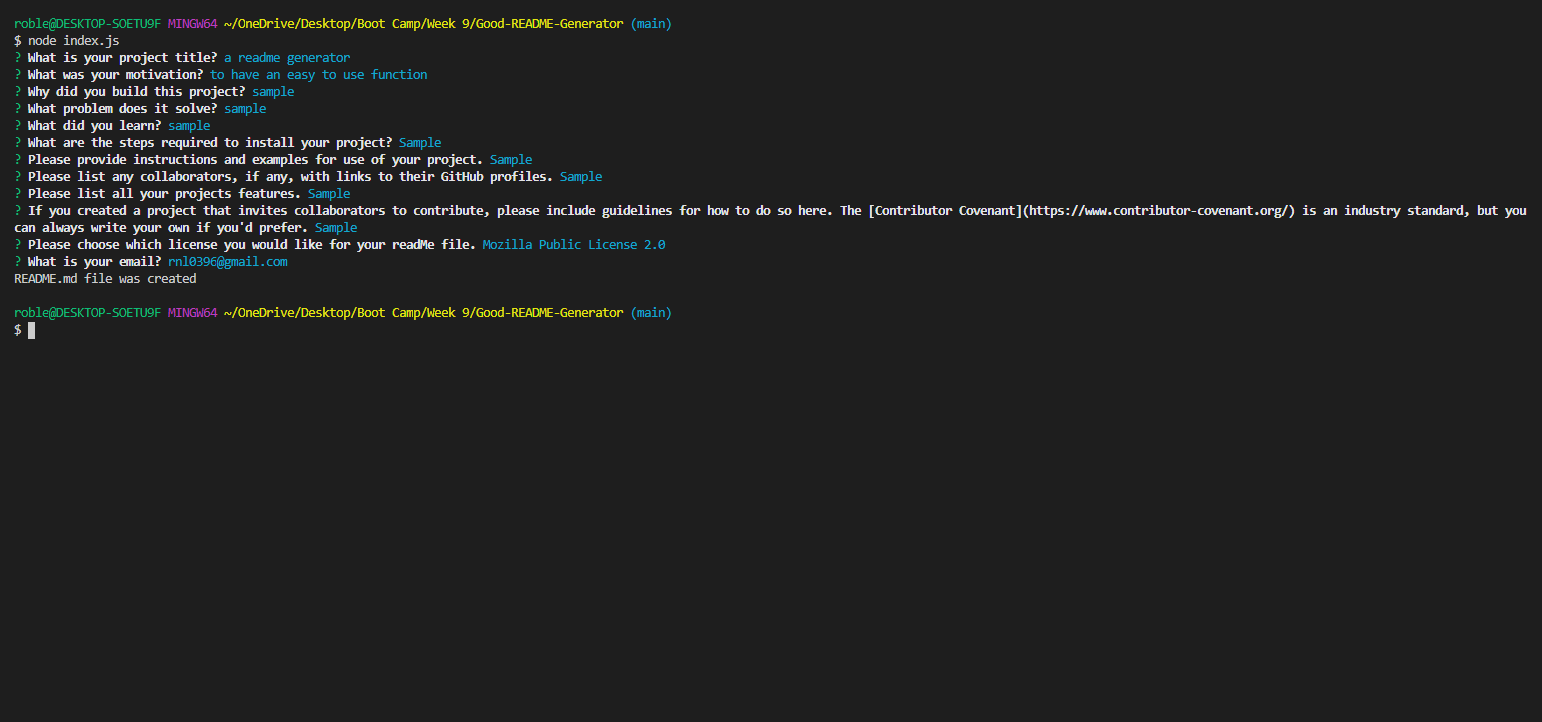 roble@DESKTOP-SOETU9F MINGW64 ~/OneDrive/Desktop/Boot Camp/Week 9/Good-README-Generator (main)
$ node index.js
? What is your project title? a readme generator
? What was your motivation? to have an easy to use function
? Why did you build this project? sample
? What problem does it solve? sample
? What did you learn? sample
? What are the steps required to install your project? Sample
? Please provide instructions and examples for use of your project. Sample
? Please list any collaborators, if any, with links to their GitHub profiles. Sample
? Please list all your projects features. Sample
? If you created a project that invites collaborators to contribute, please include guidelines for how to do so here. The [Contributor Covenant](https://www.contributor-covenant.org/) is an industry standard, but you
can always write your own if you'd prefer. Sample
? Please choose which license you would like for your readMe file. Mozilla Public License 2.0
? What is your email? rnl0396@gmail.com
README.md file was created
roble@DESKTOP-SOETU9F MINGW64 ~/OneDrive/Desktop/Boot Camp/Week 9/Good-README-Generator (main)
$